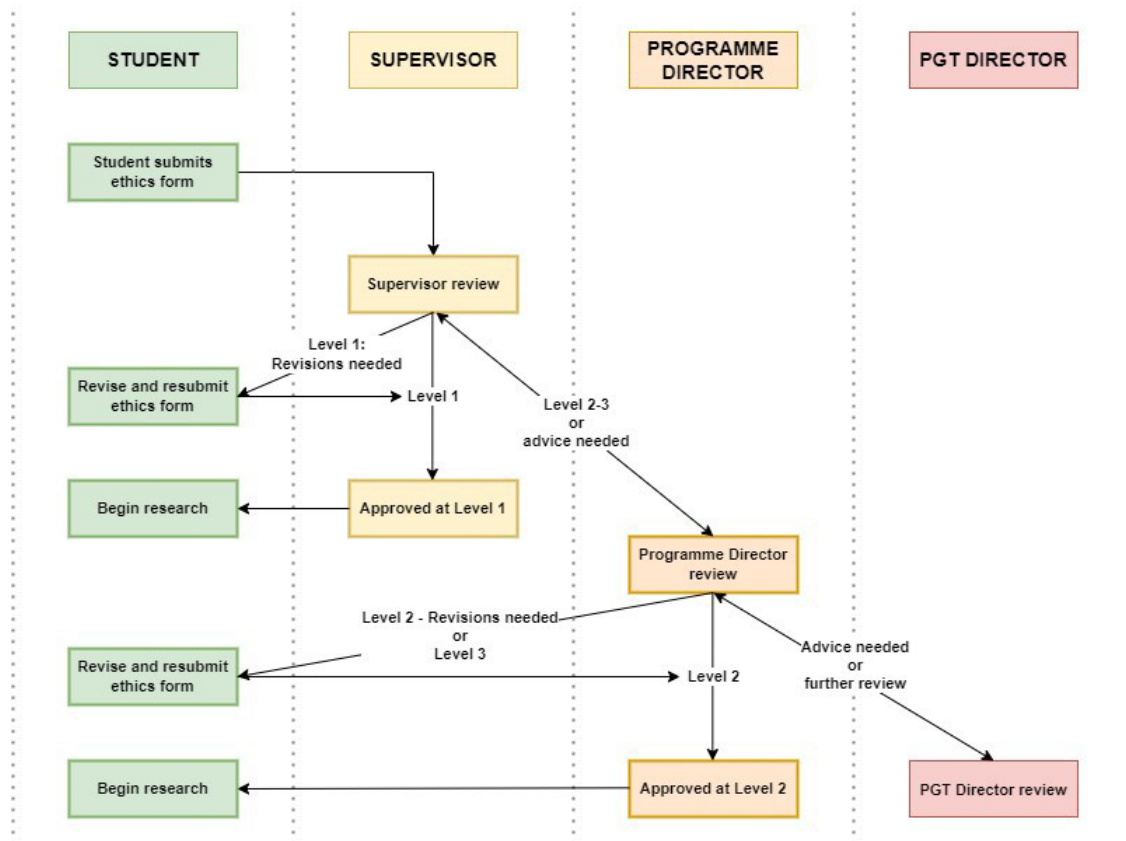 STUDENT
SUPERVISOR
PROGRAMME
DIRECTOR
PGT DIRECTOR
Student submits
ethics form
Supervisor review
Level 1:
Revisions needed
Revise and resubmit
ethics form
Level 1
Level 2-3
or
advice needed
Begin research
Approved at Level 1
Programme Director
review
Level 2 - Revisions needed
or
Level 3
Advice needed
or
further review
Revise and resubmit
ethics form
Level 2
Begin research
Approved at Level 2
PGT Director review